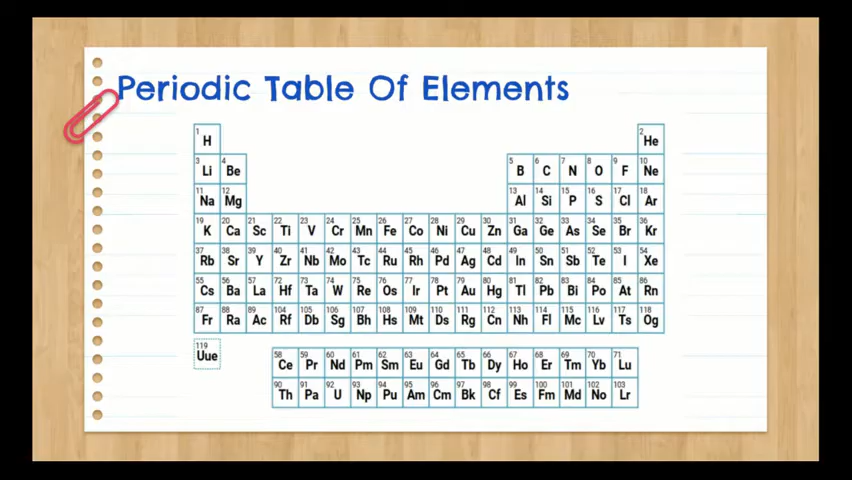 Periodic Table Of Elements
1 H 2 He
3 Li 4 Be 5 B 6 C 7 N 8 O 9 F 10 Ne
11 Na 12 Mg 13 Al 14 Si 15 P 16 S 17 Cl 18 Ar
19 K 20 Ca 21 Sc 22 Ti 23 V 24 Cr 25 Mn 26 Fe 27 Co 28 Ni 29 Cu 30 Zn 31 Ga 32 Ge 33 As 34 Se 35 Br 36 Kr
37 Rb 38 Sr 39 Y 40 Zr 41 Nb 42 Mo 43 Tc 44 Ru 45 Rh 46 Pd 47 Ag 48 Cd 49 In 50 Sn 51 Sb 52 Te 53 I 54 Xe
55 Cs 56 Ba 57 La 72 Hf 73 Ta 74 W 75 Re 76 Os 77 Ir 78 Pt 79 Au 80 Hg 81 Tl 82 Pb 83 Bi 84 Po 85 At 86 Rn
87 Fr 88 Ra 89 Ac 104 Rf 105 Db 106 Sg 107 Bh 108 Hs 109 Mt 110 Ds 111 Rg 112 Cn 113 Nh 114 Fl 115 Mc 116 Lv 117 Ts 118 Og
119 Uue
58 Ce 59 Pr 60 Nd 61 Pm 62 Sm 63 Eu 64 Gd 65 Tb 66 Dy 67 Ho 68 Er 69 Tm 70 Yb 71 Lu
90 Th 91 Pa 92 U 93 Np 94 Pu 95 Am 96 Cm 97 Bk 98 Cf 99 Es 100 Fm 101 Md 102 No 103 Lr